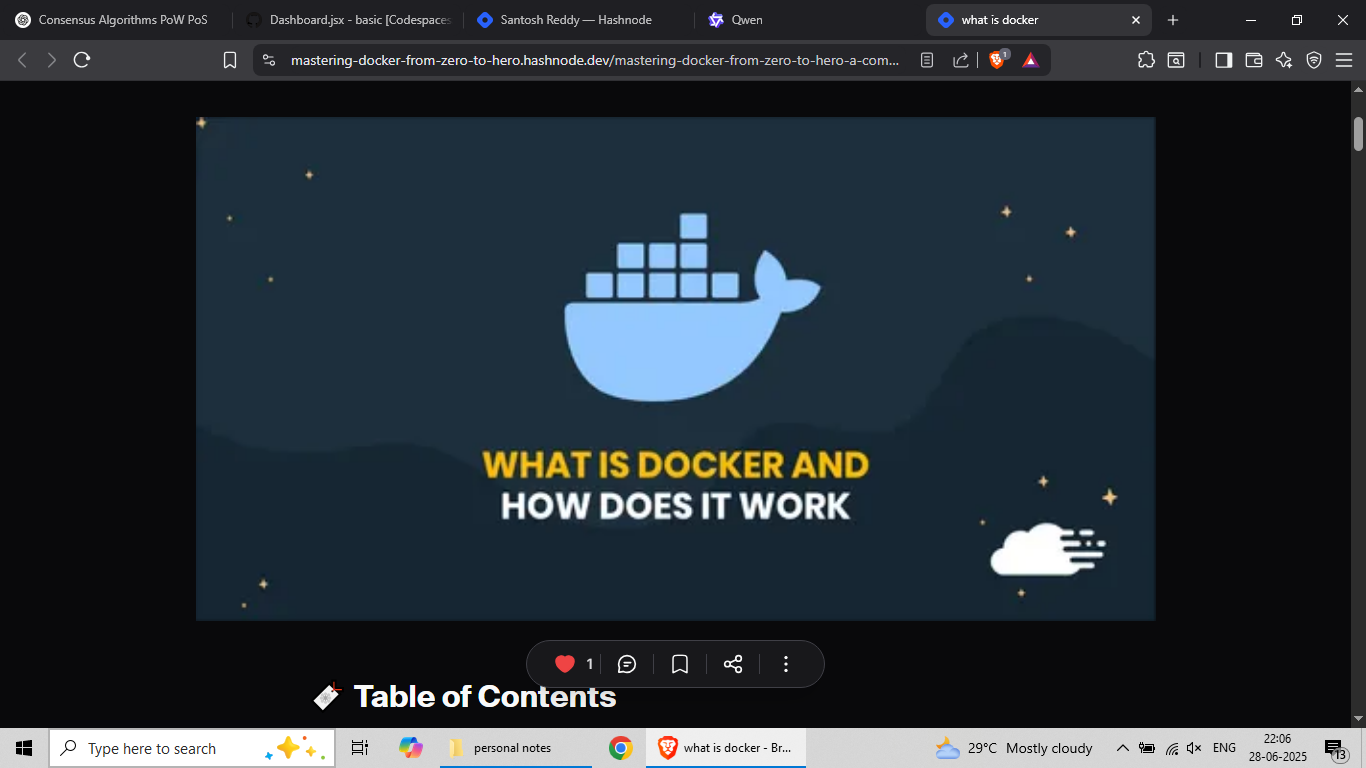 Consensus Algorithms PoW PoS
Dashboard.jsx - basic [Codespaces
Santosh Reddy — Hashnode
Qwen
what is docker
mastering-docker-from-zero-to-hero.hashnode.dev/mastering-docker-from-zero-to-hero-a-com...
1
WHAT IS DOCKER AND
HOW DOES IT WORK
1
Table of Contents
Type here to search
personal notes
what is docker - Br...
29°C Mostly cloudy
ENG
22:06
28-06-2025
13